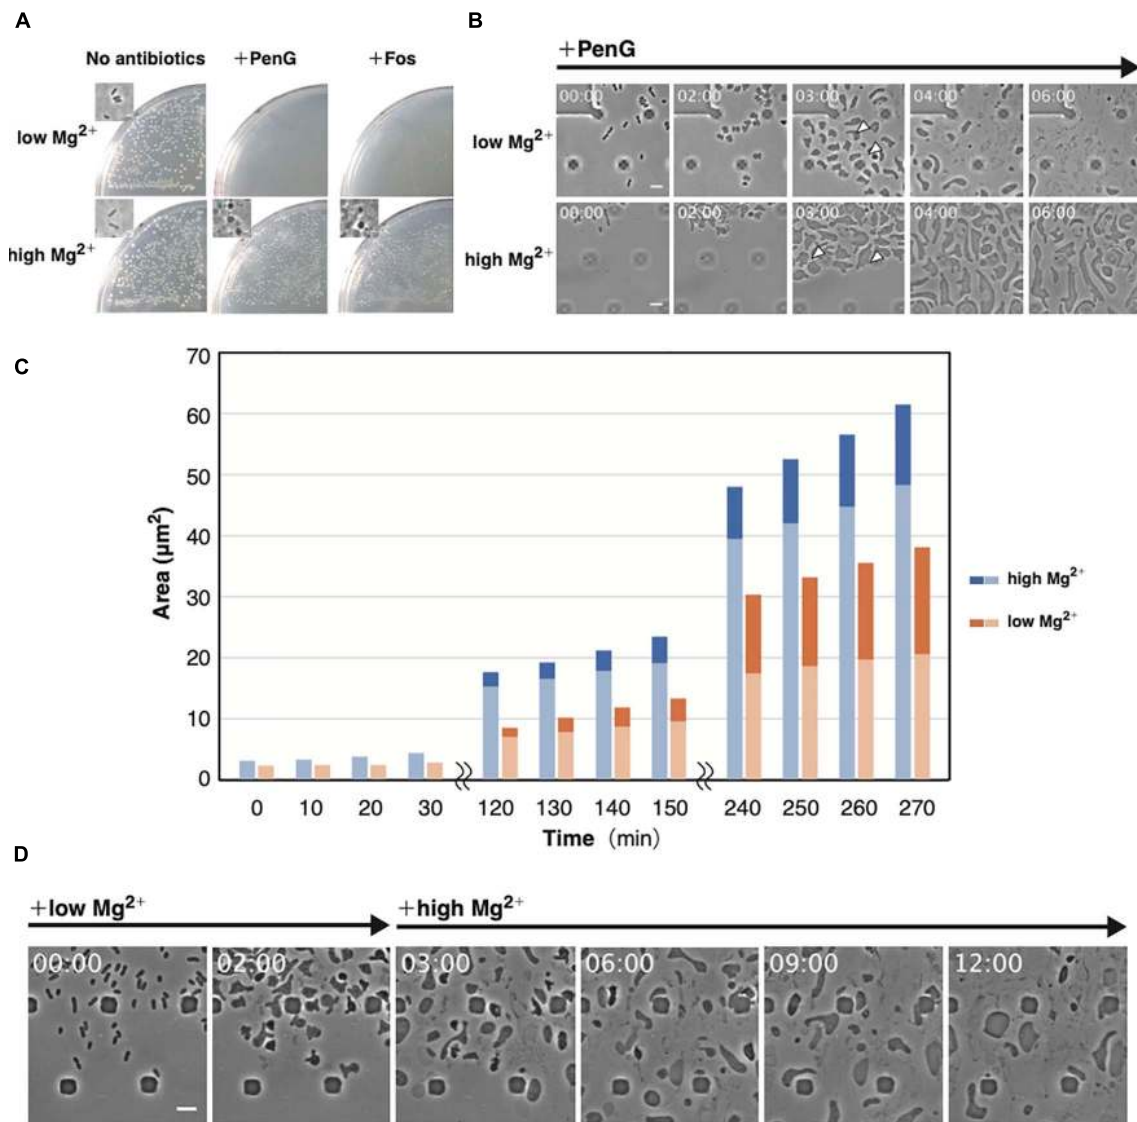 A
No antibiotics +PenG +Fos
low Mg²⁺
high Mg²⁺
B
+PenG
low Mg²⁺
00:00 02:00 03:00 04:00 06:00
high Mg²⁺
00:00 02:00 03:00 04:00 06:00
C
70
60
50
40
30
20
10
0
Area (μm²)
0 10 20 30 120 130 140 150 240 250 260 270
Time (min)
high Mg²⁺
low Mg²⁺
D
+low Mg²⁺ +high Mg²⁺
00:00 02:00 03:00 06:00 09:00 12:00